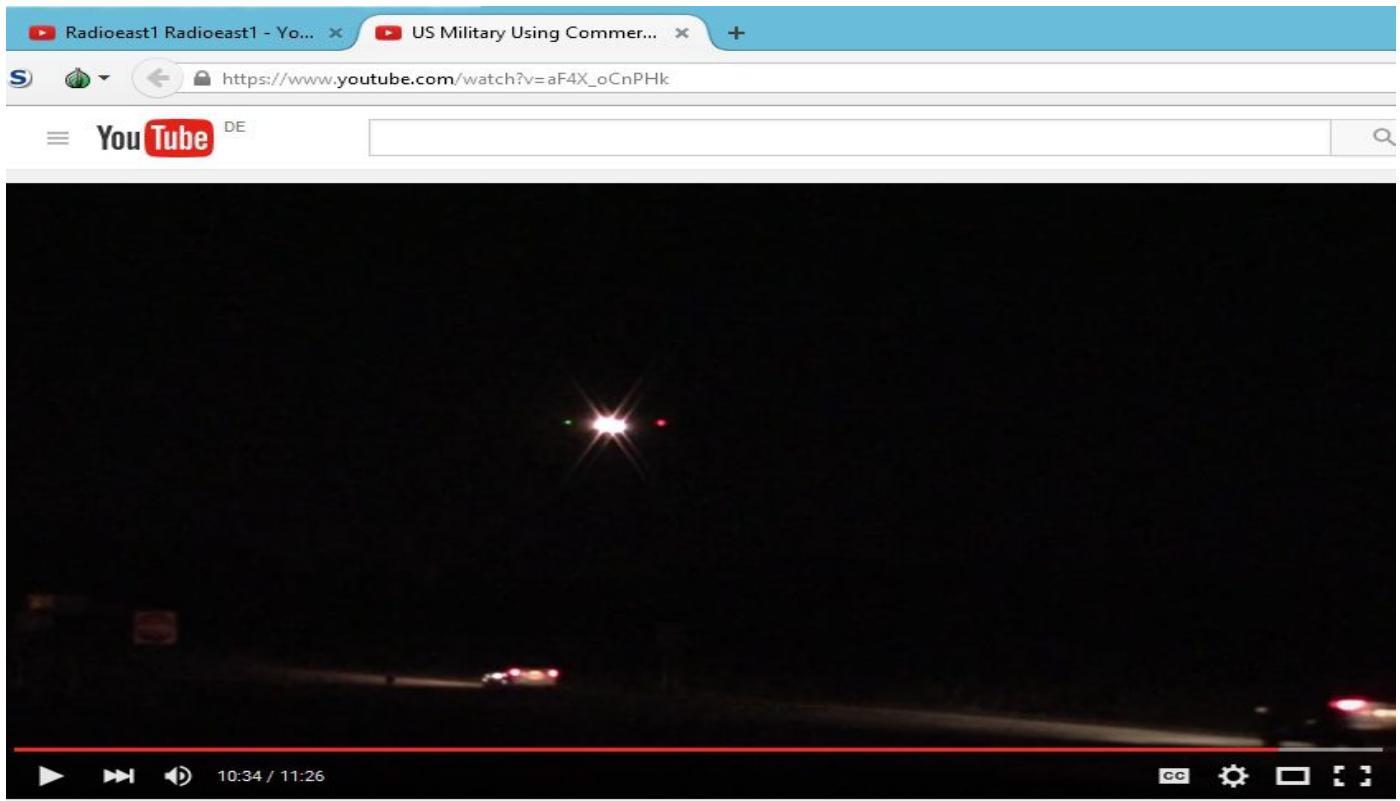 Radioeast1 Radioeast1 - Yo... × US Military Using Commer... × +
S https://www.youtube.com/watch?v=aF4X_oCnPHk
YouTube DE
10:34 / 11:26 CC